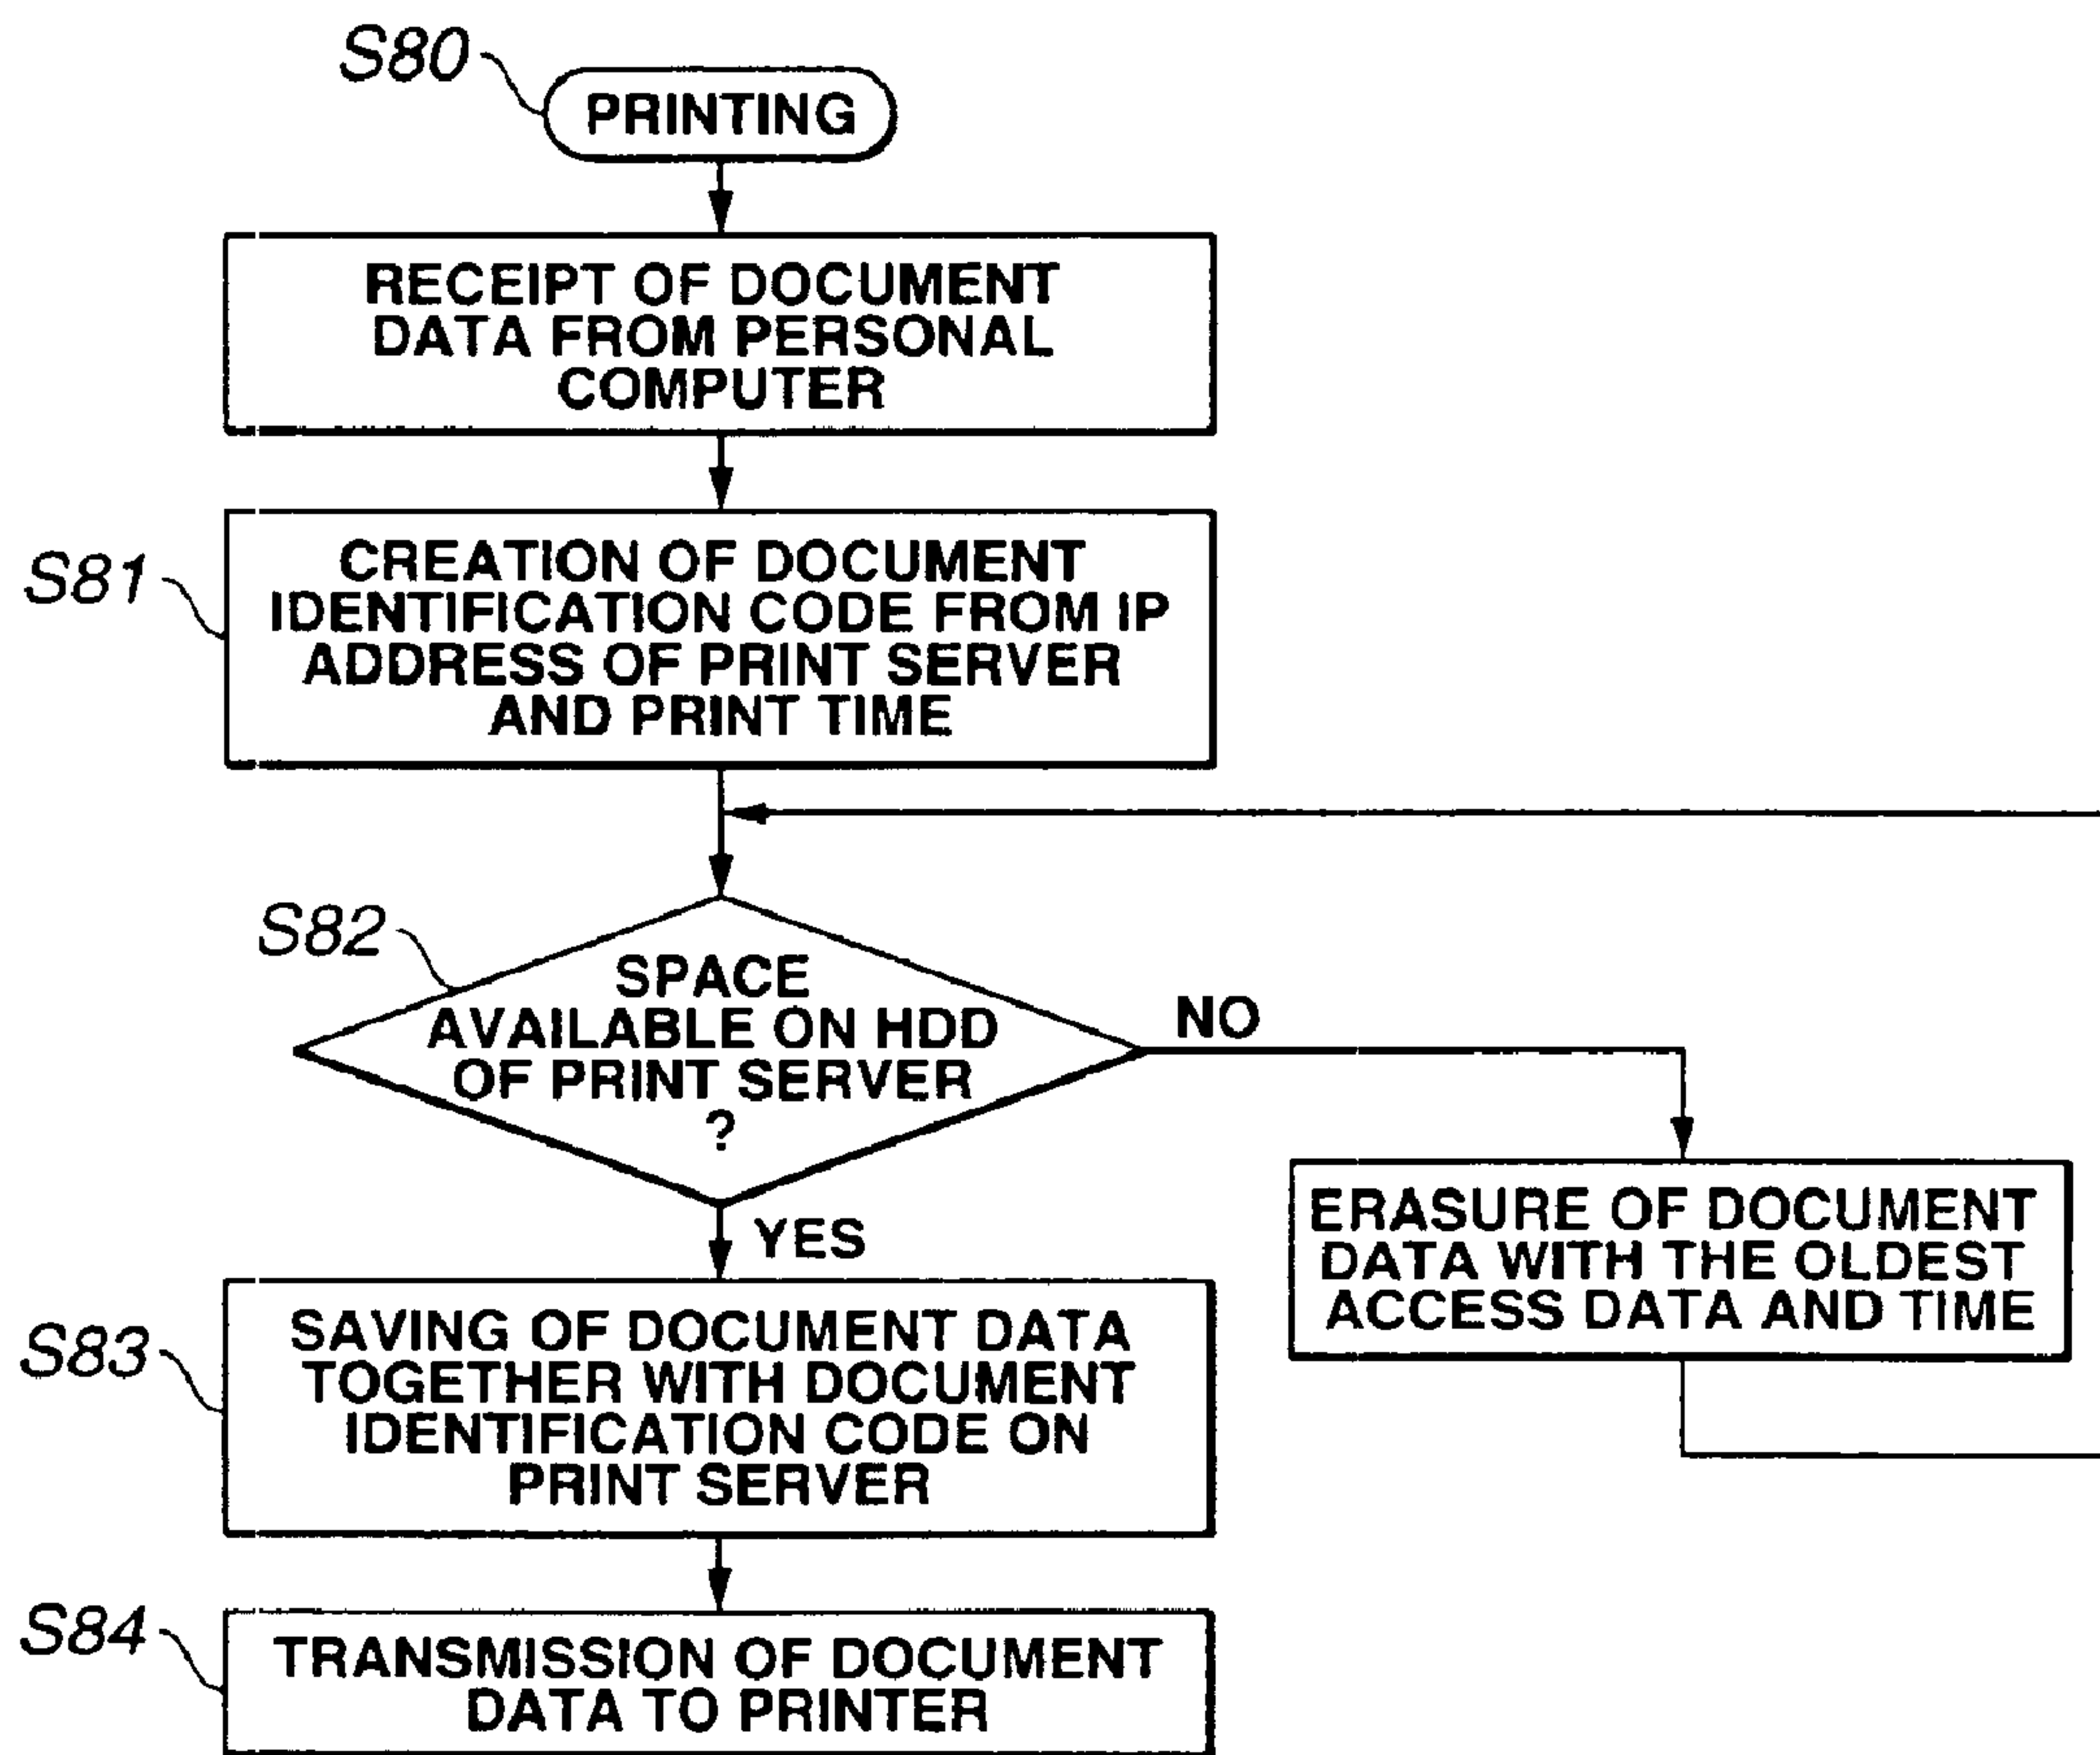 S80
PRINTING
RECEIPT OF DOCUMENT
DATA FROM PERSONAL
COMPUTER
S81
CREATION OF DOCUMENT
IDENTIFICATION CODE FROM IP
ADDRESS OF PRINT SERVER
AND PRINT TIME
S82
SPACE
AVAILABLE ON HDD
OF PRINT SERVER
?
NO
YES
ERASURE OF DOCUMENT
DATA WITH THE OLDEST
ACCESS DATA AND TIME
S83
SAVING OF DOCUMENT DATA
TOGETHER WITH DOCUMENT
IDENTIFICATION CODE ON
PRINT SERVER
S84
TRANSMISSION OF DOCUMENT
DATA TO PRINTER